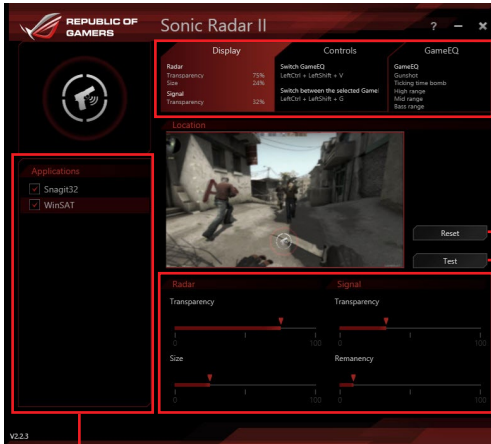 REPUBLIC OF
GAMERS
Sonic Radar II
? — ×
Display
Radar
Transparency 75%
Size 24%
Signal
Transparency 32%
Controls
Switch GameEQ
LeftCtrl + LeftShift + V
Switch between the selected Game!
LeftCtrl + LeftShift + G
GameEQ
GameEQ
Gunshot
Ticking time bomb
High range
Mid range
Bass range
Location
Applications
Snagit32
WinSAT
Reset
Test
Radar
Signal
Transparency
Transparency
0 100
0 100
Size
Remanency
0 100
0 100
V2.2.3